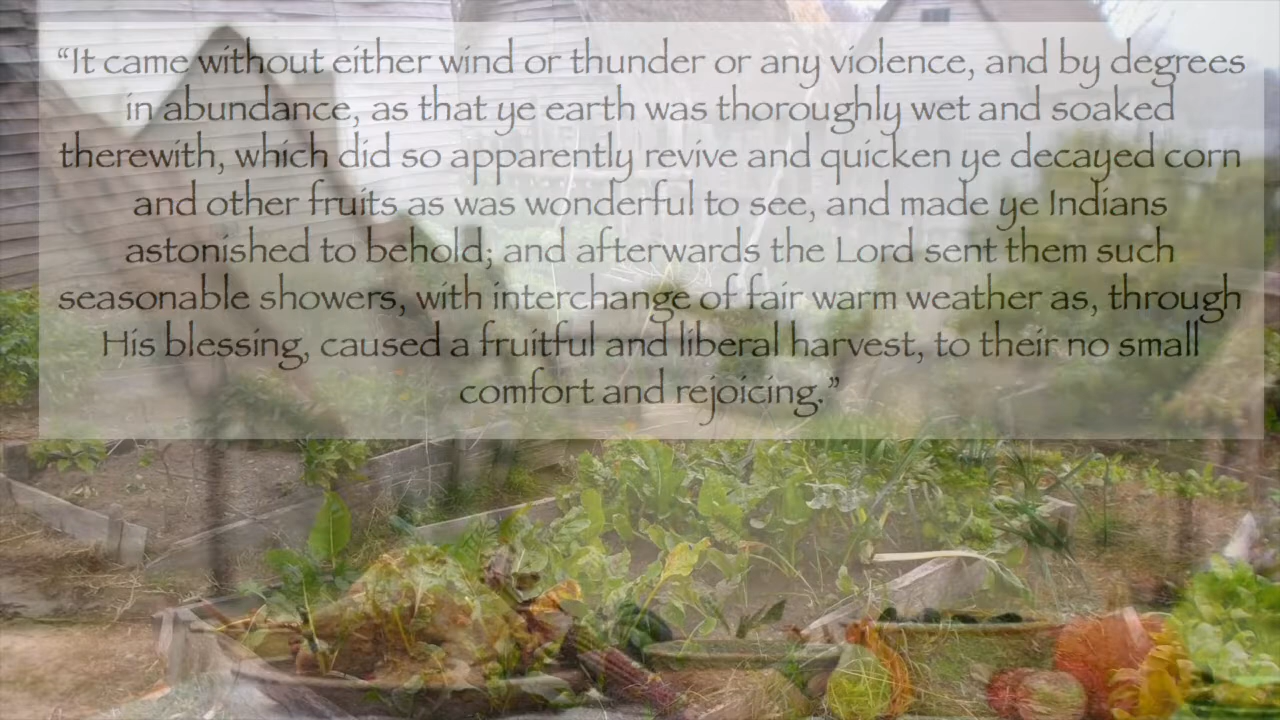 “It came without either wind or thunder or any violence, and by degrees
in abundance, as that ye earth was thoroughly wet and soaked
therewith, which did so apparently revive and quicken ye decayed corn
and other fruits as was wonderful to see, and made ye Indians
astonished to behold; and afterwards the Lord sent them such
seasonable showers, with interchange of fair warm weather as, through
His blessing, caused a fruitful and liberal harvest, to their no small
comfort and rejoicing.”